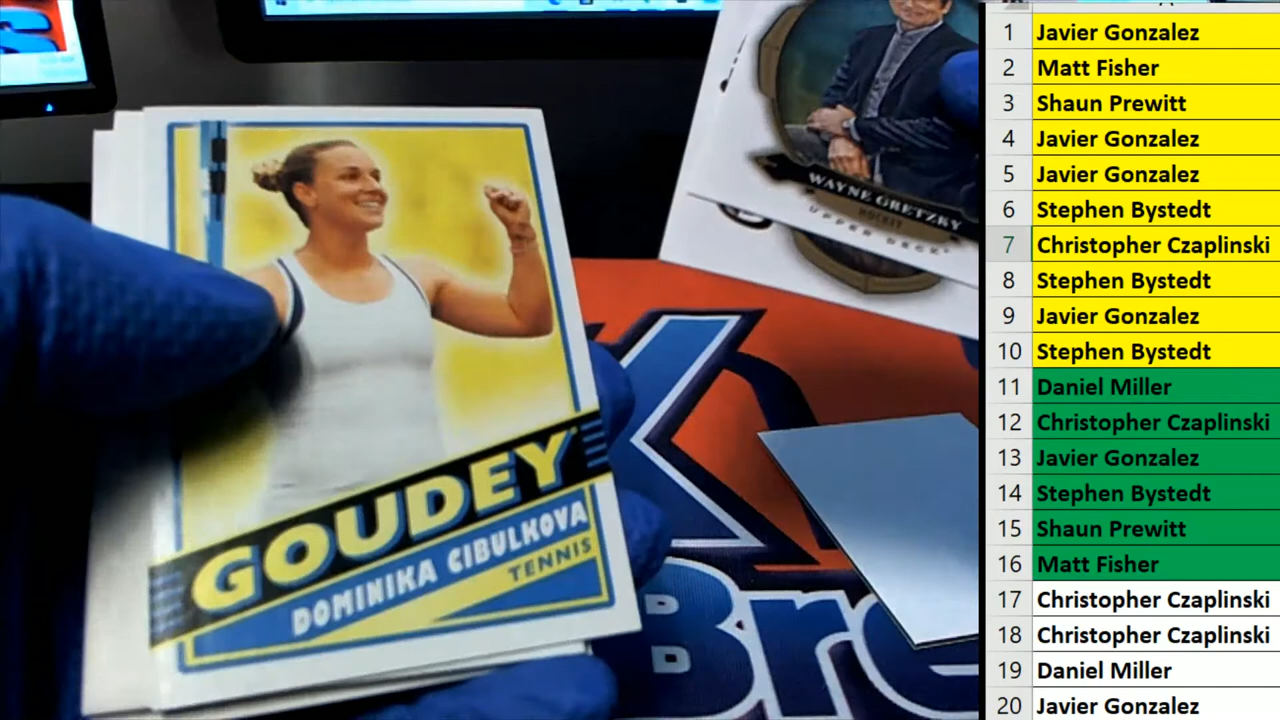 WAYNE GRETZKY
HOCKEY
UPPER DECK
GOUDEY
DOMINIKA CIBULKOVA
TENNIS
Bre
1 Javier Gonzalez
2 Matt Fisher
3 Shaun Prewitt
4 Javier Gonzalez
5 Javier Gonzalez
6 Stephen Bystedt
7 Christopher Czaplinski
8 Stephen Bystedt
9 Javier Gonzalez
10 Stephen Bystedt
11 Daniel Miller
12 Christopher Czaplinski
13 Javier Gonzalez
14 Stephen Bystedt
15 Shaun Prewitt
16 Matt Fisher
17 Christopher Czaplinski
18 Christopher Czaplinski
19 Daniel Miller
20 Javier Gonzalez